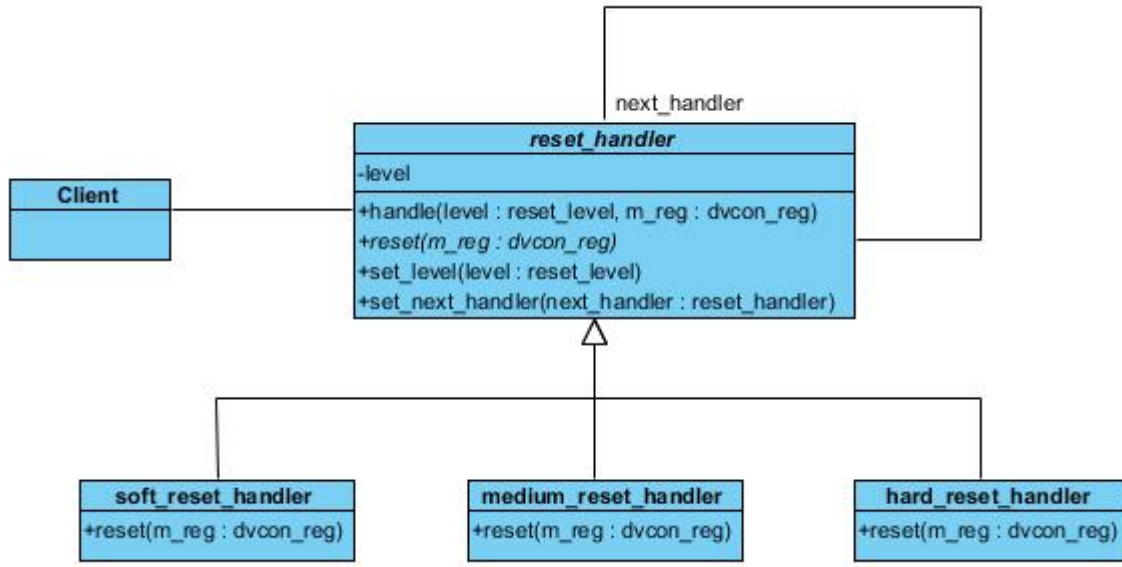 next_handler
reset_handler
-level
Client
+handle(level : reset_level, m_reg : dvcon_reg)
+reset(m_reg : dvcon_reg)
+set_level(level : reset_level)
+set_next_handler(next_handler : reset_handler)
soft_reset_handler
+reset(m_reg : dvcon_reg)
medium_reset_handler
+reset(m_reg : dvcon_reg)
hard_reset_handler
+reset(m_reg : dvcon_reg)